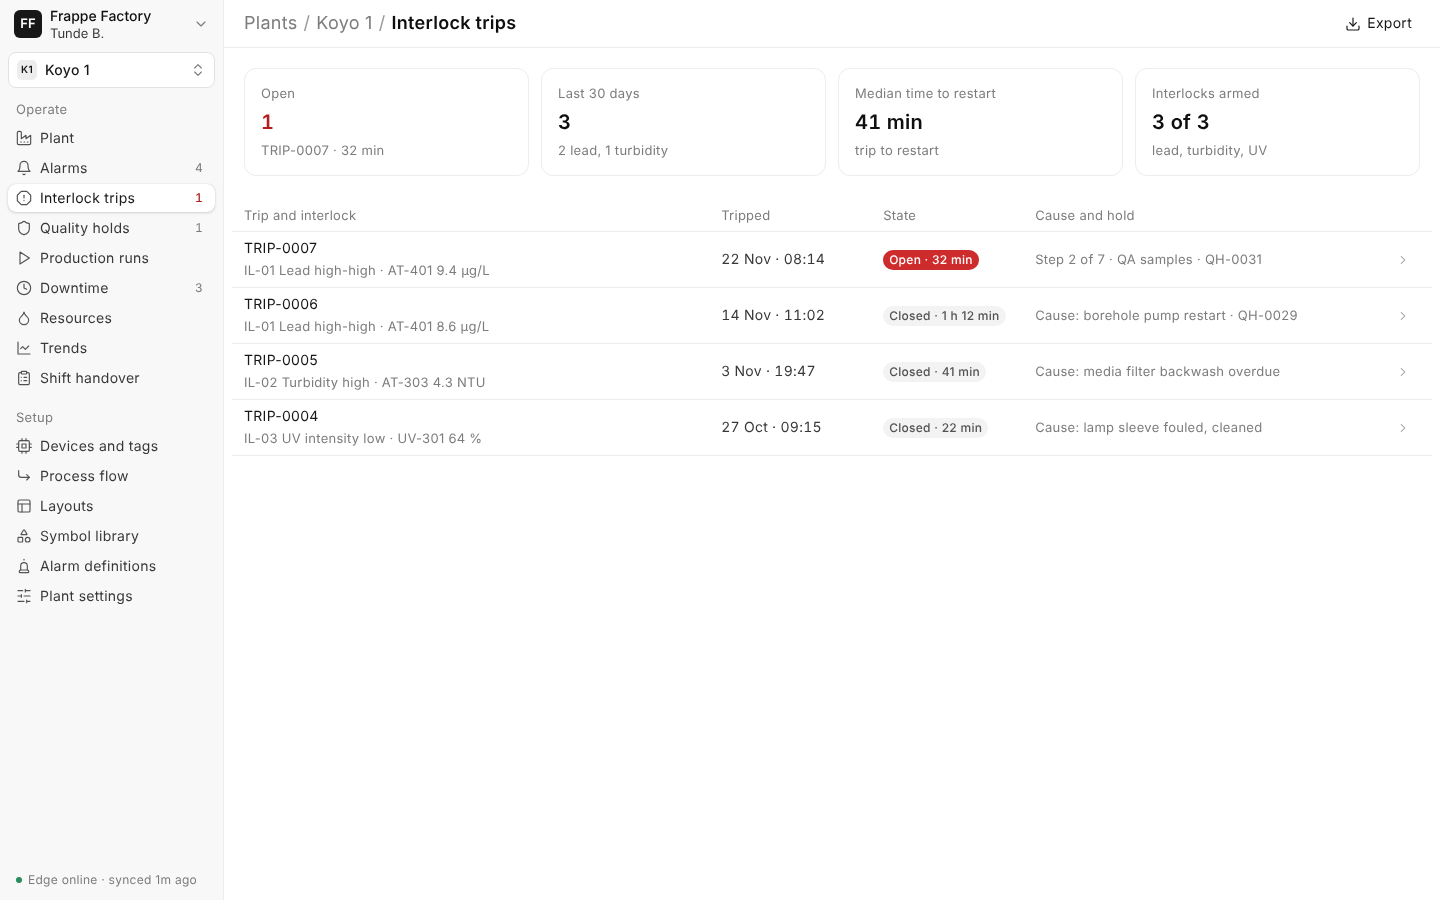 FF
Frappe Factory
Tunde B.
K1
Koyo 1
Operate
Plant
Alarms 4
Interlock trips 1
Quality holds 1
Production runs
Downtime 3
Resources
Trends
Shift handover
Setup
Devices and tags
Process flow
Layouts
Symbol library
Alarm definitions
Plant settings
Edge online · synced 1m ago
Plants / Koyo 1 / Interlock trips
Export
Open
1
TRIP-0007 · 32 min
Last 30 days
3
2 lead, 1 turbidity
Median time to restart
41 min
trip to restart
Interlocks armed
3 of 3
lead, turbidity, UV
Trip and interlock Tripped State Cause and hold
TRIP-0007
IL-01 Lead high-high · AT-401 9.4 µg/L
22 Nov · 08:14
Open · 32 min
Step 2 of 7 · QA samples · QH-0031
TRIP-0006
IL-01 Lead high-high · AT-401 8.6 µg/L
14 Nov · 11:02
Closed · 1 h 12 min
Cause: borehole pump restart · QH-0029
TRIP-0005
IL-02 Turbidity high · AT-303 4.3 NTU
3 Nov · 19:47
Closed · 41 min
Cause: media filter backwash overdue
TRIP-0004
IL-03 UV intensity low · UV-301 64 %
27 Oct · 09:15
Closed · 22 min
Cause: lamp sleeve fouled, cleaned